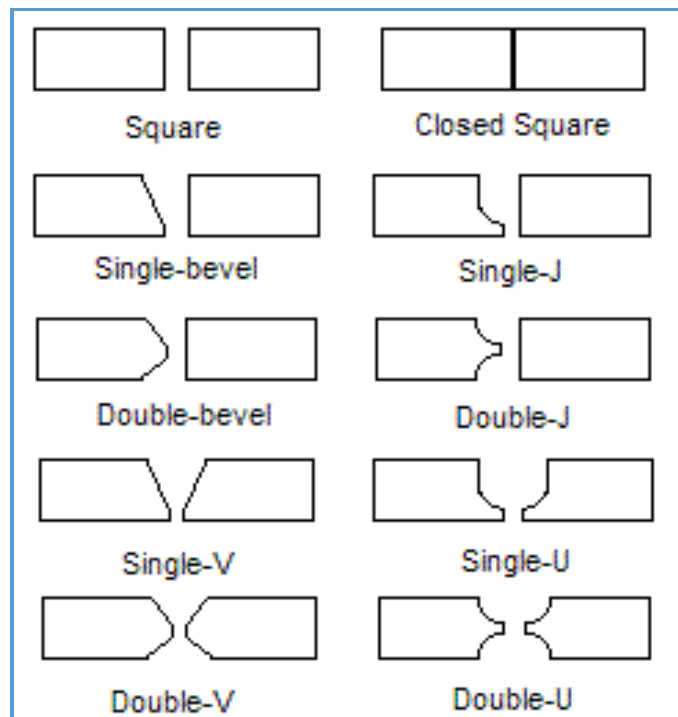 Square
Closed Square
Single-bevel
Single-J
Double-bevel
Double-J
Single-V
Single-U
Double-V
Double-U